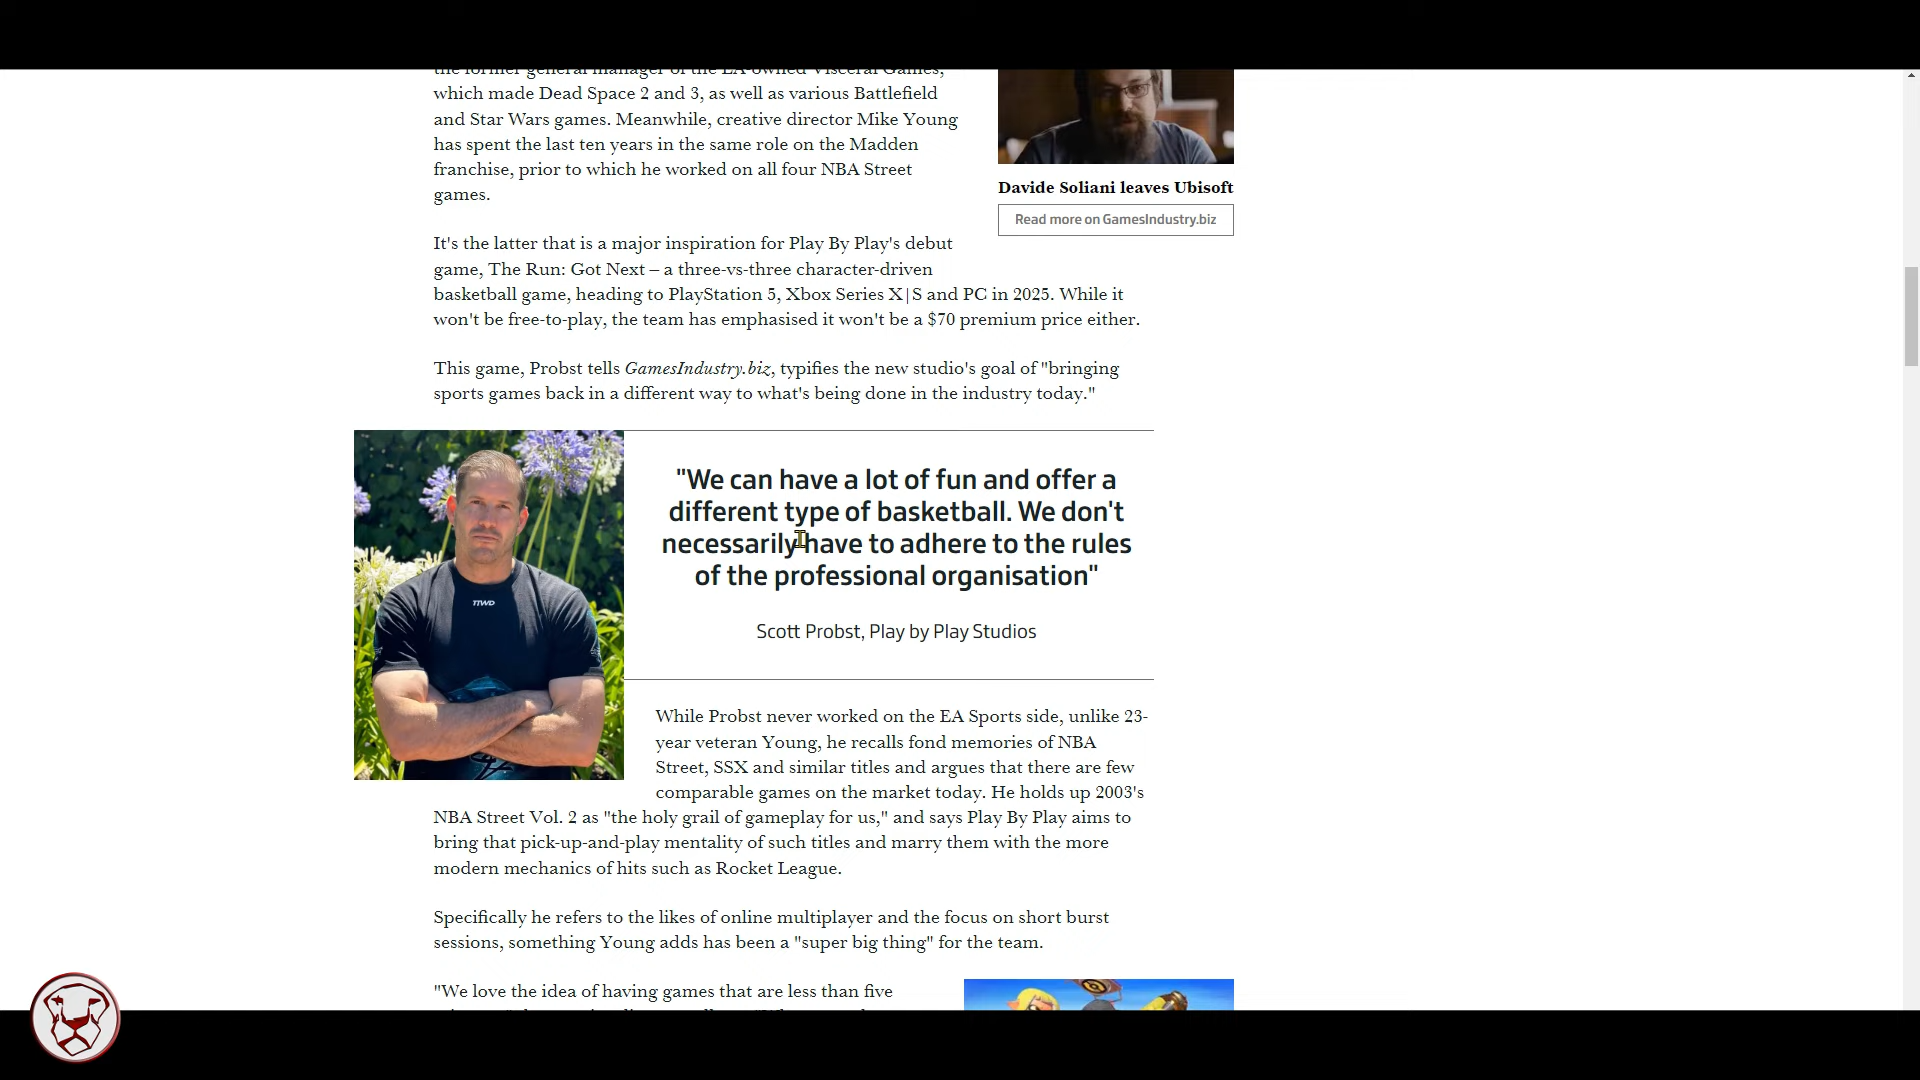 the former general manager of the EA-owned Visceral Games,
which made Dead Space 2 and 3, as well as various Battlefield
and Star Wars games. Meanwhile, creative director Mike Young
has spent the last ten years in the same role on the Madden
franchise, prior to which he worked on all four NBA Street
games.
Davide Soliani leaves Ubisoft
Read more on GamesIndustry.biz
It's the latter that is a major inspiration for Play By Play's debut
game, The Run: Got Next – a three-vs-three character-driven
basketball game, heading to PlayStation 5, Xbox Series X|S and PC in 2025. While it
won't be free-to-play, the team has emphasised it won't be a $70 premium price either.
This game, Probst tells GamesIndustry.biz, typifies the new studio's goal of "bringing
sports games back in a different way to what's being done in the industry today."
TTWD
"We can have a lot of fun and offer a
different type of basketball. We don't
necessarily have to adhere to the rules
of the professional organisation"
Scott Probst, Play by Play Studios
While Probst never worked on the EA Sports side, unlike 23-
year veteran Young, he recalls fond memories of NBA
Street, SSX and similar titles and argues that there are few
comparable games on the market today. He holds up 2003's
NBA Street Vol. 2 as "the holy grail of gameplay for us," and says Play By Play aims to
bring that pick-up-and-play mentality of such titles and marry them with the more
modern mechanics of hits such as Rocket League.
Specifically he refers to the likes of online multiplayer and the focus on short burst
sessions, something Young adds has been a "super big thing" for the team.
"We love the idea of having games that are less than five